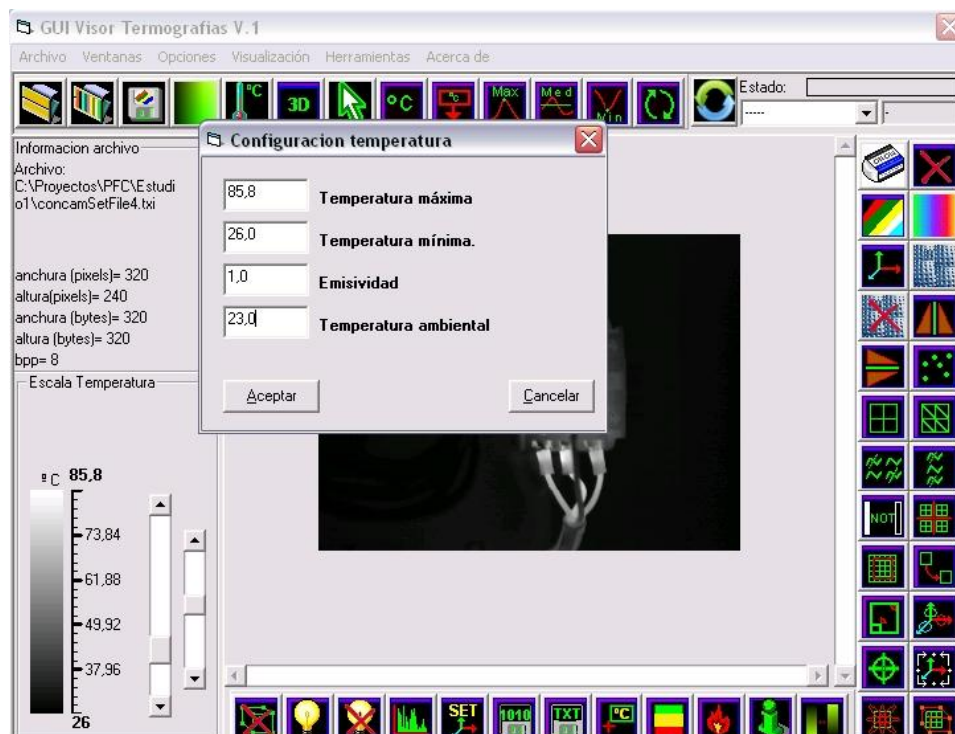 GUI Visor Termografias V.1
Archivo Ventanas Opciones Visualización Herramientas Acerca de
°C
3D
°C
°c
Max
Med
Min
Estado:
-----
-
Informacion archivo
Archivo:
C:\Proyectos\PFC\Estudi
o1\concamSetFile4.txi
anchura (pixels)= 320
altura(pixels)= 240
anchura (bytes)= 320
altura (bytes)= 320
bpp= 8
Configuracion temperatura
85,8 Temperatura máxima
26,0 Temperatura mínima.
1,0 Emisividad
23,0 Temperatura ambiental
Aceptar Cancelar
Escala Temperatura
ºC 85,8
73,84
61,88
49,92
37,96
26
NOT
SET
1010
TXT
°C